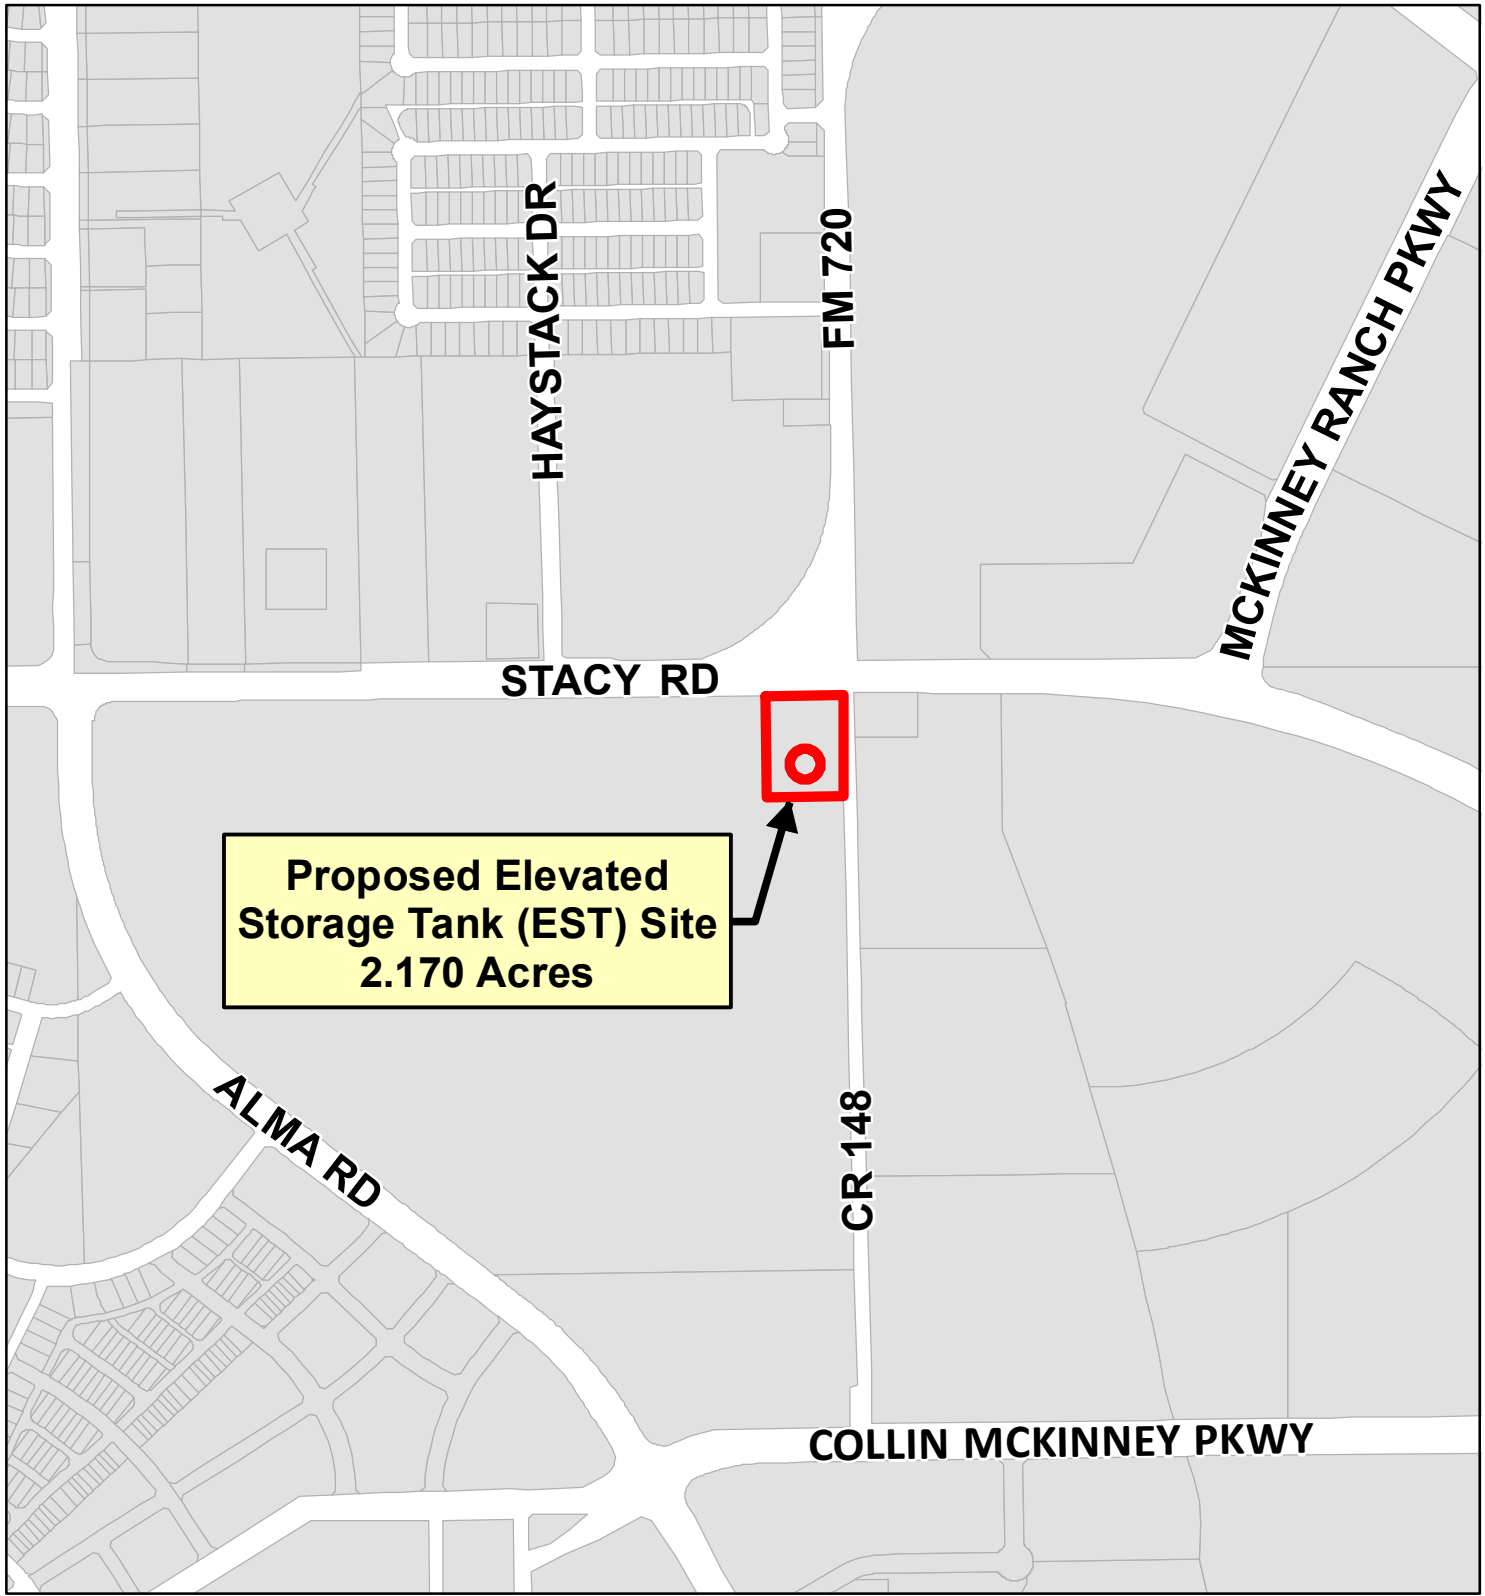 HAYSTACK DR
FM 720
MCKINNEY RANCH PKWY
STACY RD
Proposed Elevated
Storage Tank (EST) Site
2.170 Acres
ALMA RD
CR 148
COLLIN MCKINNEY PKWY